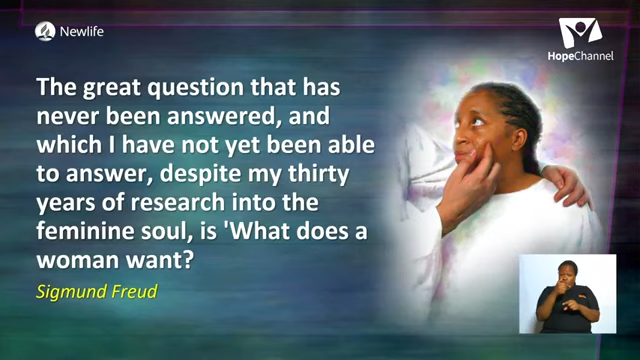 Newlife
HopeChannel
The great question that has
never been answered, and
which I have not yet been able
to answer, despite my thirty
years of research into the
feminine soul, is 'What does a
woman want?
Sigmund Freud